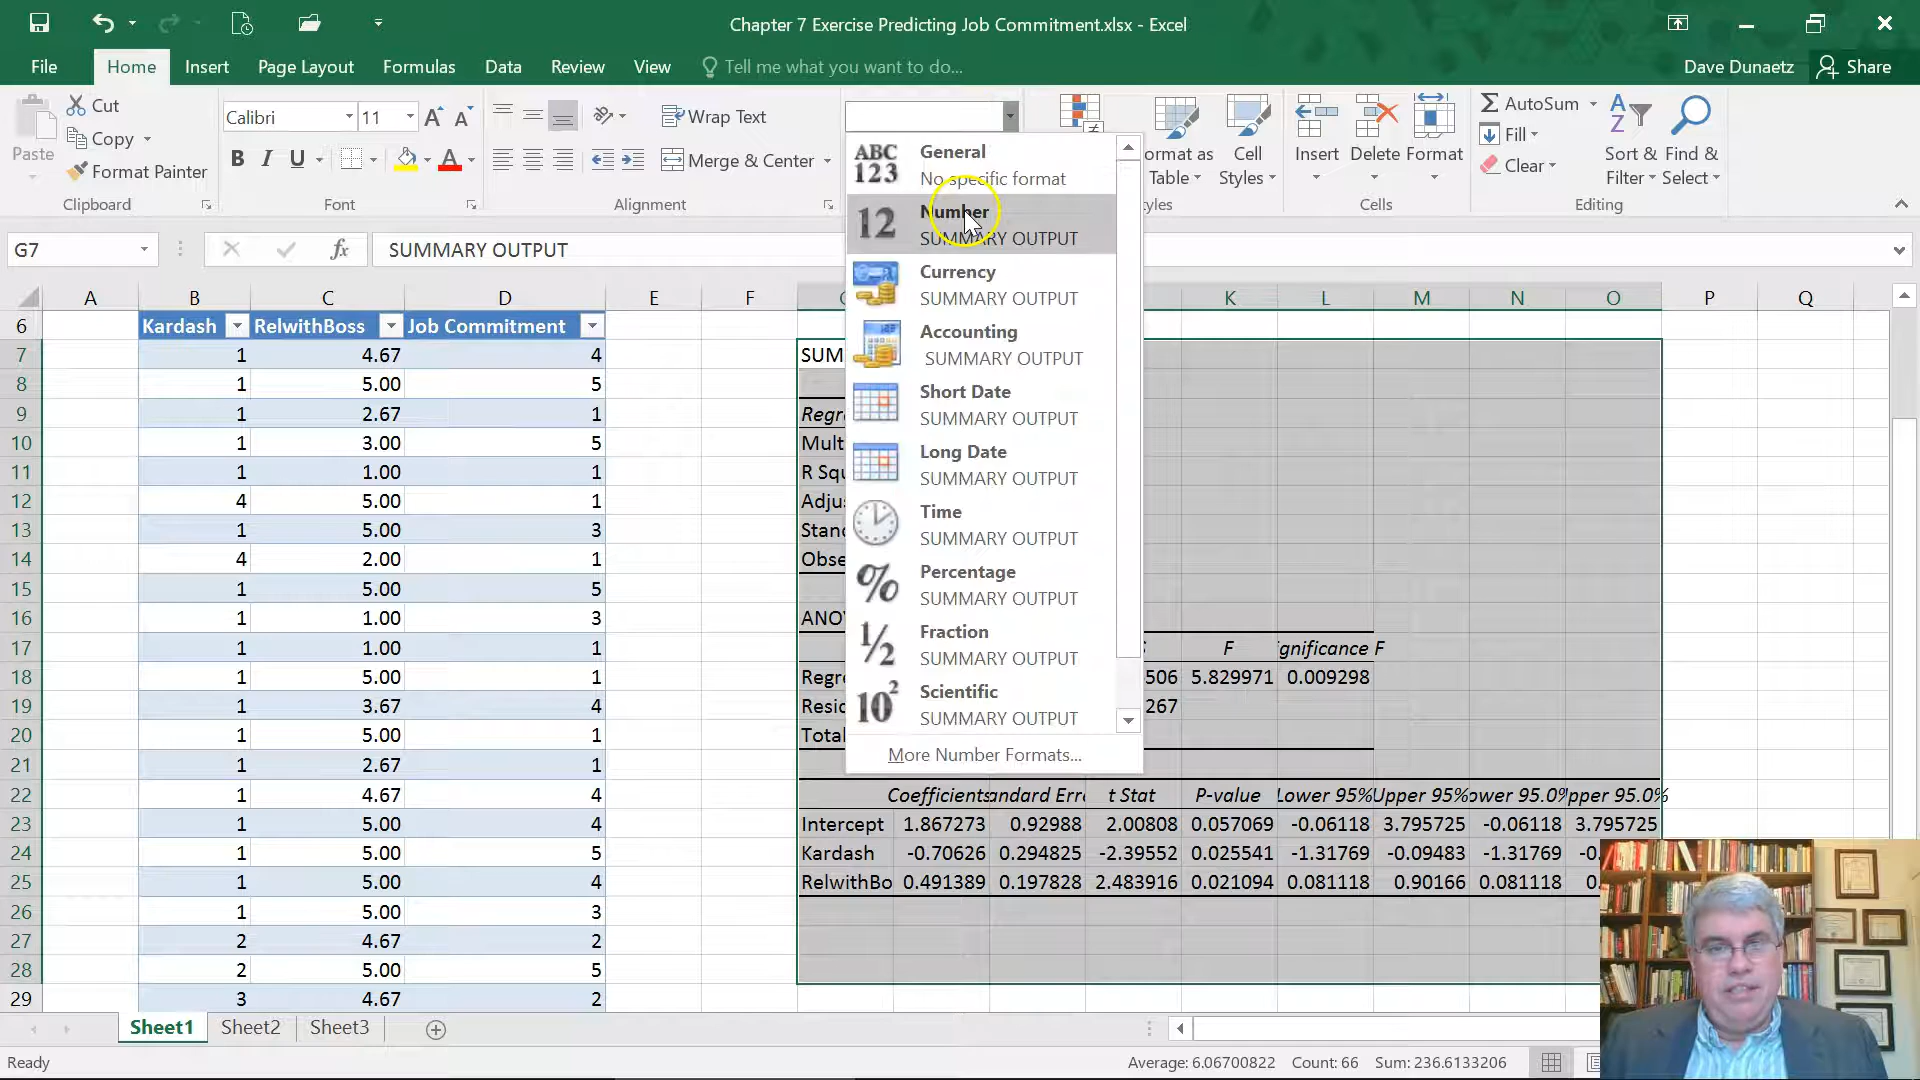 Chapter 7 Exercise Predicting Job Commitment.xlsx - Excel
File Home Insert Page Layout Formulas Data Review View Tell me what you want to do... Dave Dunaetz Share
Paste Cut Copy Format Painter Clipboard
Calibri 11 B I U A A A Font
Wrap Text Merge & Center Alignment
Table Cell Styles
Insert Delete Format Cells
AutoSum Fill Clear Sort & Filter Find & Select Editing
G7 fx SUMMARY OUTPUT
ABC 123 General
No specific format
12 Number
SUMMARY OUTPUT
Currency
SUMMARY OUTPUT
Accounting
SUMMARY OUTPUT
Short Date
SUMMARY OUTPUT
Long Date
SUMMARY OUTPUT
Time
SUMMARY OUTPUT
% Percentage
SUMMARY OUTPUT
½ Fraction
SUMMARY OUTPUT
10² Scientific
SUMMARY OUTPUT
More Number Formats...
A B C D E F K L M N O P Q
6 Kardash RelwithBoss Job Commitment
7 1 4.67 4
8 1 5.00 5
9 1 2.67 1
10 1 3.00 5
11 1 1.00 1
12 4 5.00 1
13 1 5.00 3
14 4 2.00 1
15 1 5.00 5
16 1 1.00 3
17 1 1.00 1 F ignificance F
18 1 5.00 1 506 5.829971 0.009298
19 1 3.67 4 267
20 1 5.00 1 Total
21 1 2.67 1
22 1 4.67 4 Coefficients andard Erro t Stat P-value Lower 95% Upper 95% ower 95.0% pper 95.0%
23 1 5.00 4 Intercept 1.867273 0.92988 2.00808 0.057069 -0.06118 3.795725 -0.06118 3.795725
24 1 5.00 5 Kardash -0.70626 0.294825 -2.39552 0.025541 -1.31769 -0.09483 -1.31769
25 1 5.00 4 RelwithBo 0.491389 0.197828 2.483916 0.021094 0.081118 0.90166 0.081118
26 1 5.00 3
27 2 4.67 2
28 2 5.00 5
29 3 4.67 2
Sheet1 Sheet2 Sheet3
Ready Average: 6.06700822 Count: 66 Sum: 236.6133206